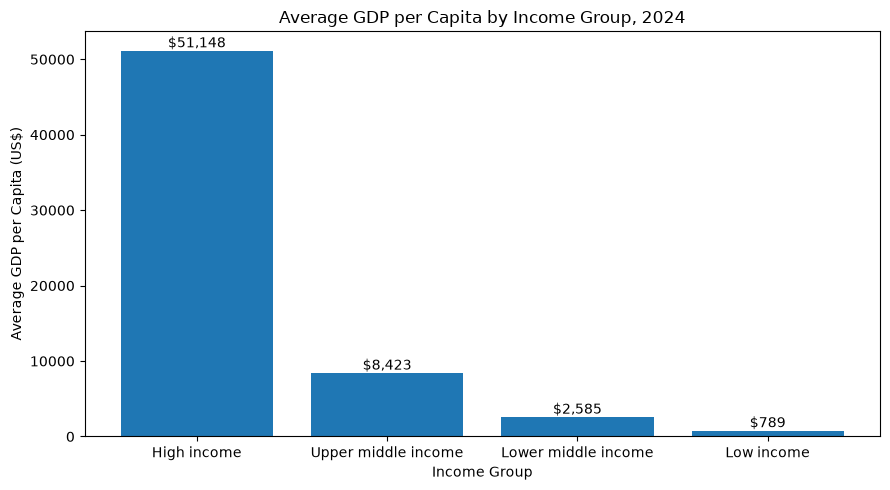 Average GDP per Capita by Income Group, 2024
Average GDP per Capita (US$)
50000
40000
30000
20000
10000
0
$51,148
$8,423
$2,585
$789
High income
Upper middle income
Lower middle income
Low income
Income Group